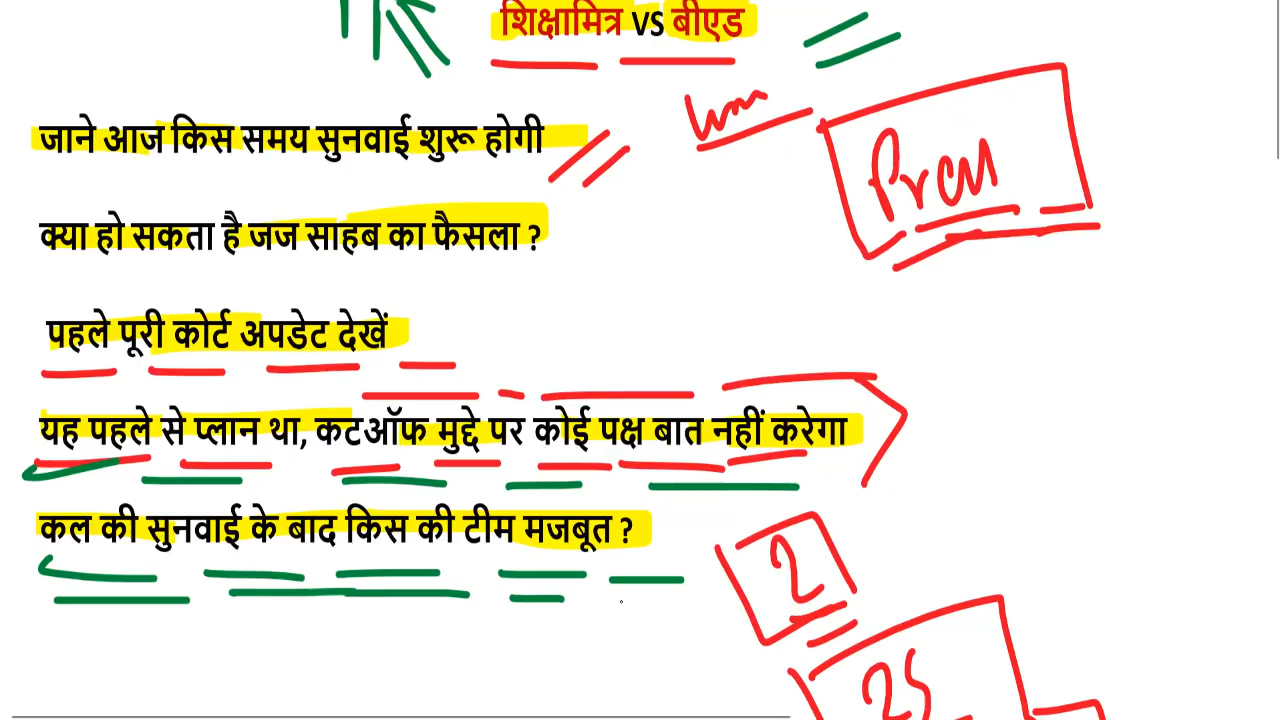 शिक्षामित्र VS बीएड
जाने आज किस समय सुनवाई शुरू होगी
क्या हो सकता है जज साहब का फैसला ?
पहले पूरी कोर्ट अपडेट देखें
यह पहले से प्लान था, कटऑफ मुद्दे पर कोई पक्ष बात नहीं करेगा
कल की सुनवाई के बाद किस की टीम मजबूत ?
2
25